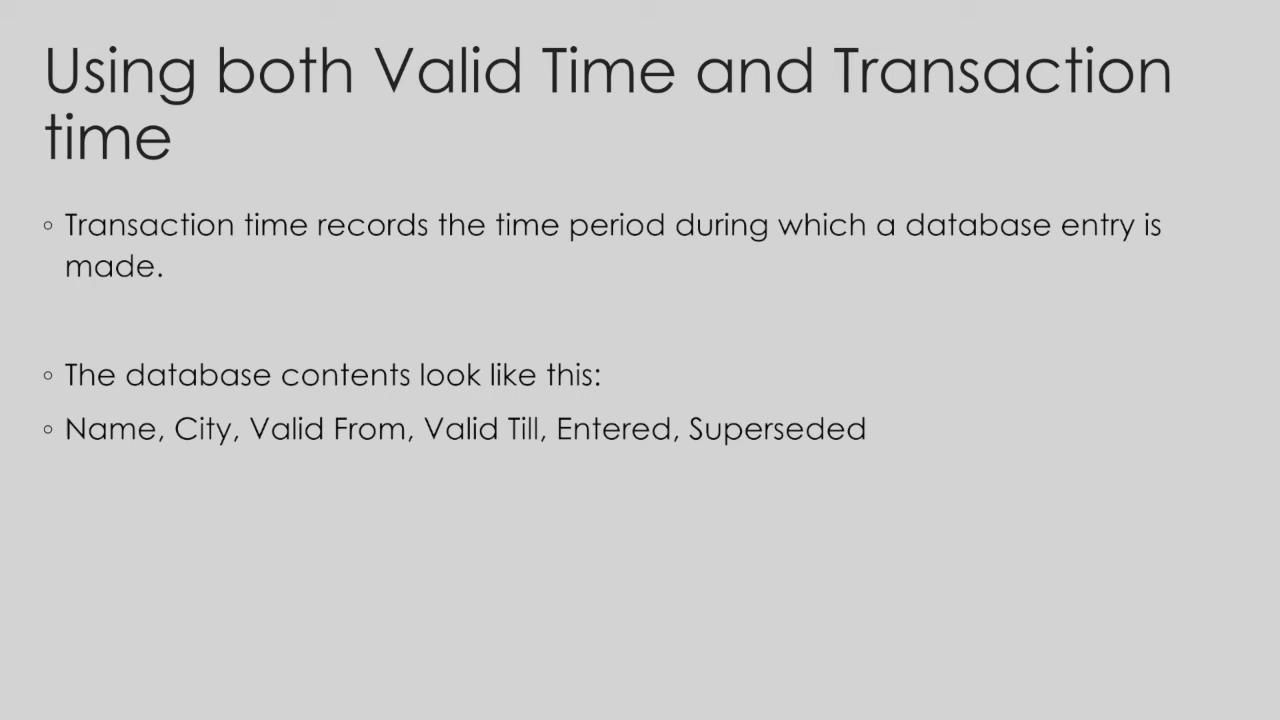 Using both Valid Time and Transaction
time
◦ Transaction time records the time period during which a database entry is
made.
◦ The database contents look like this:
◦ Name, City, Valid From, Valid Till, Entered, Superseded